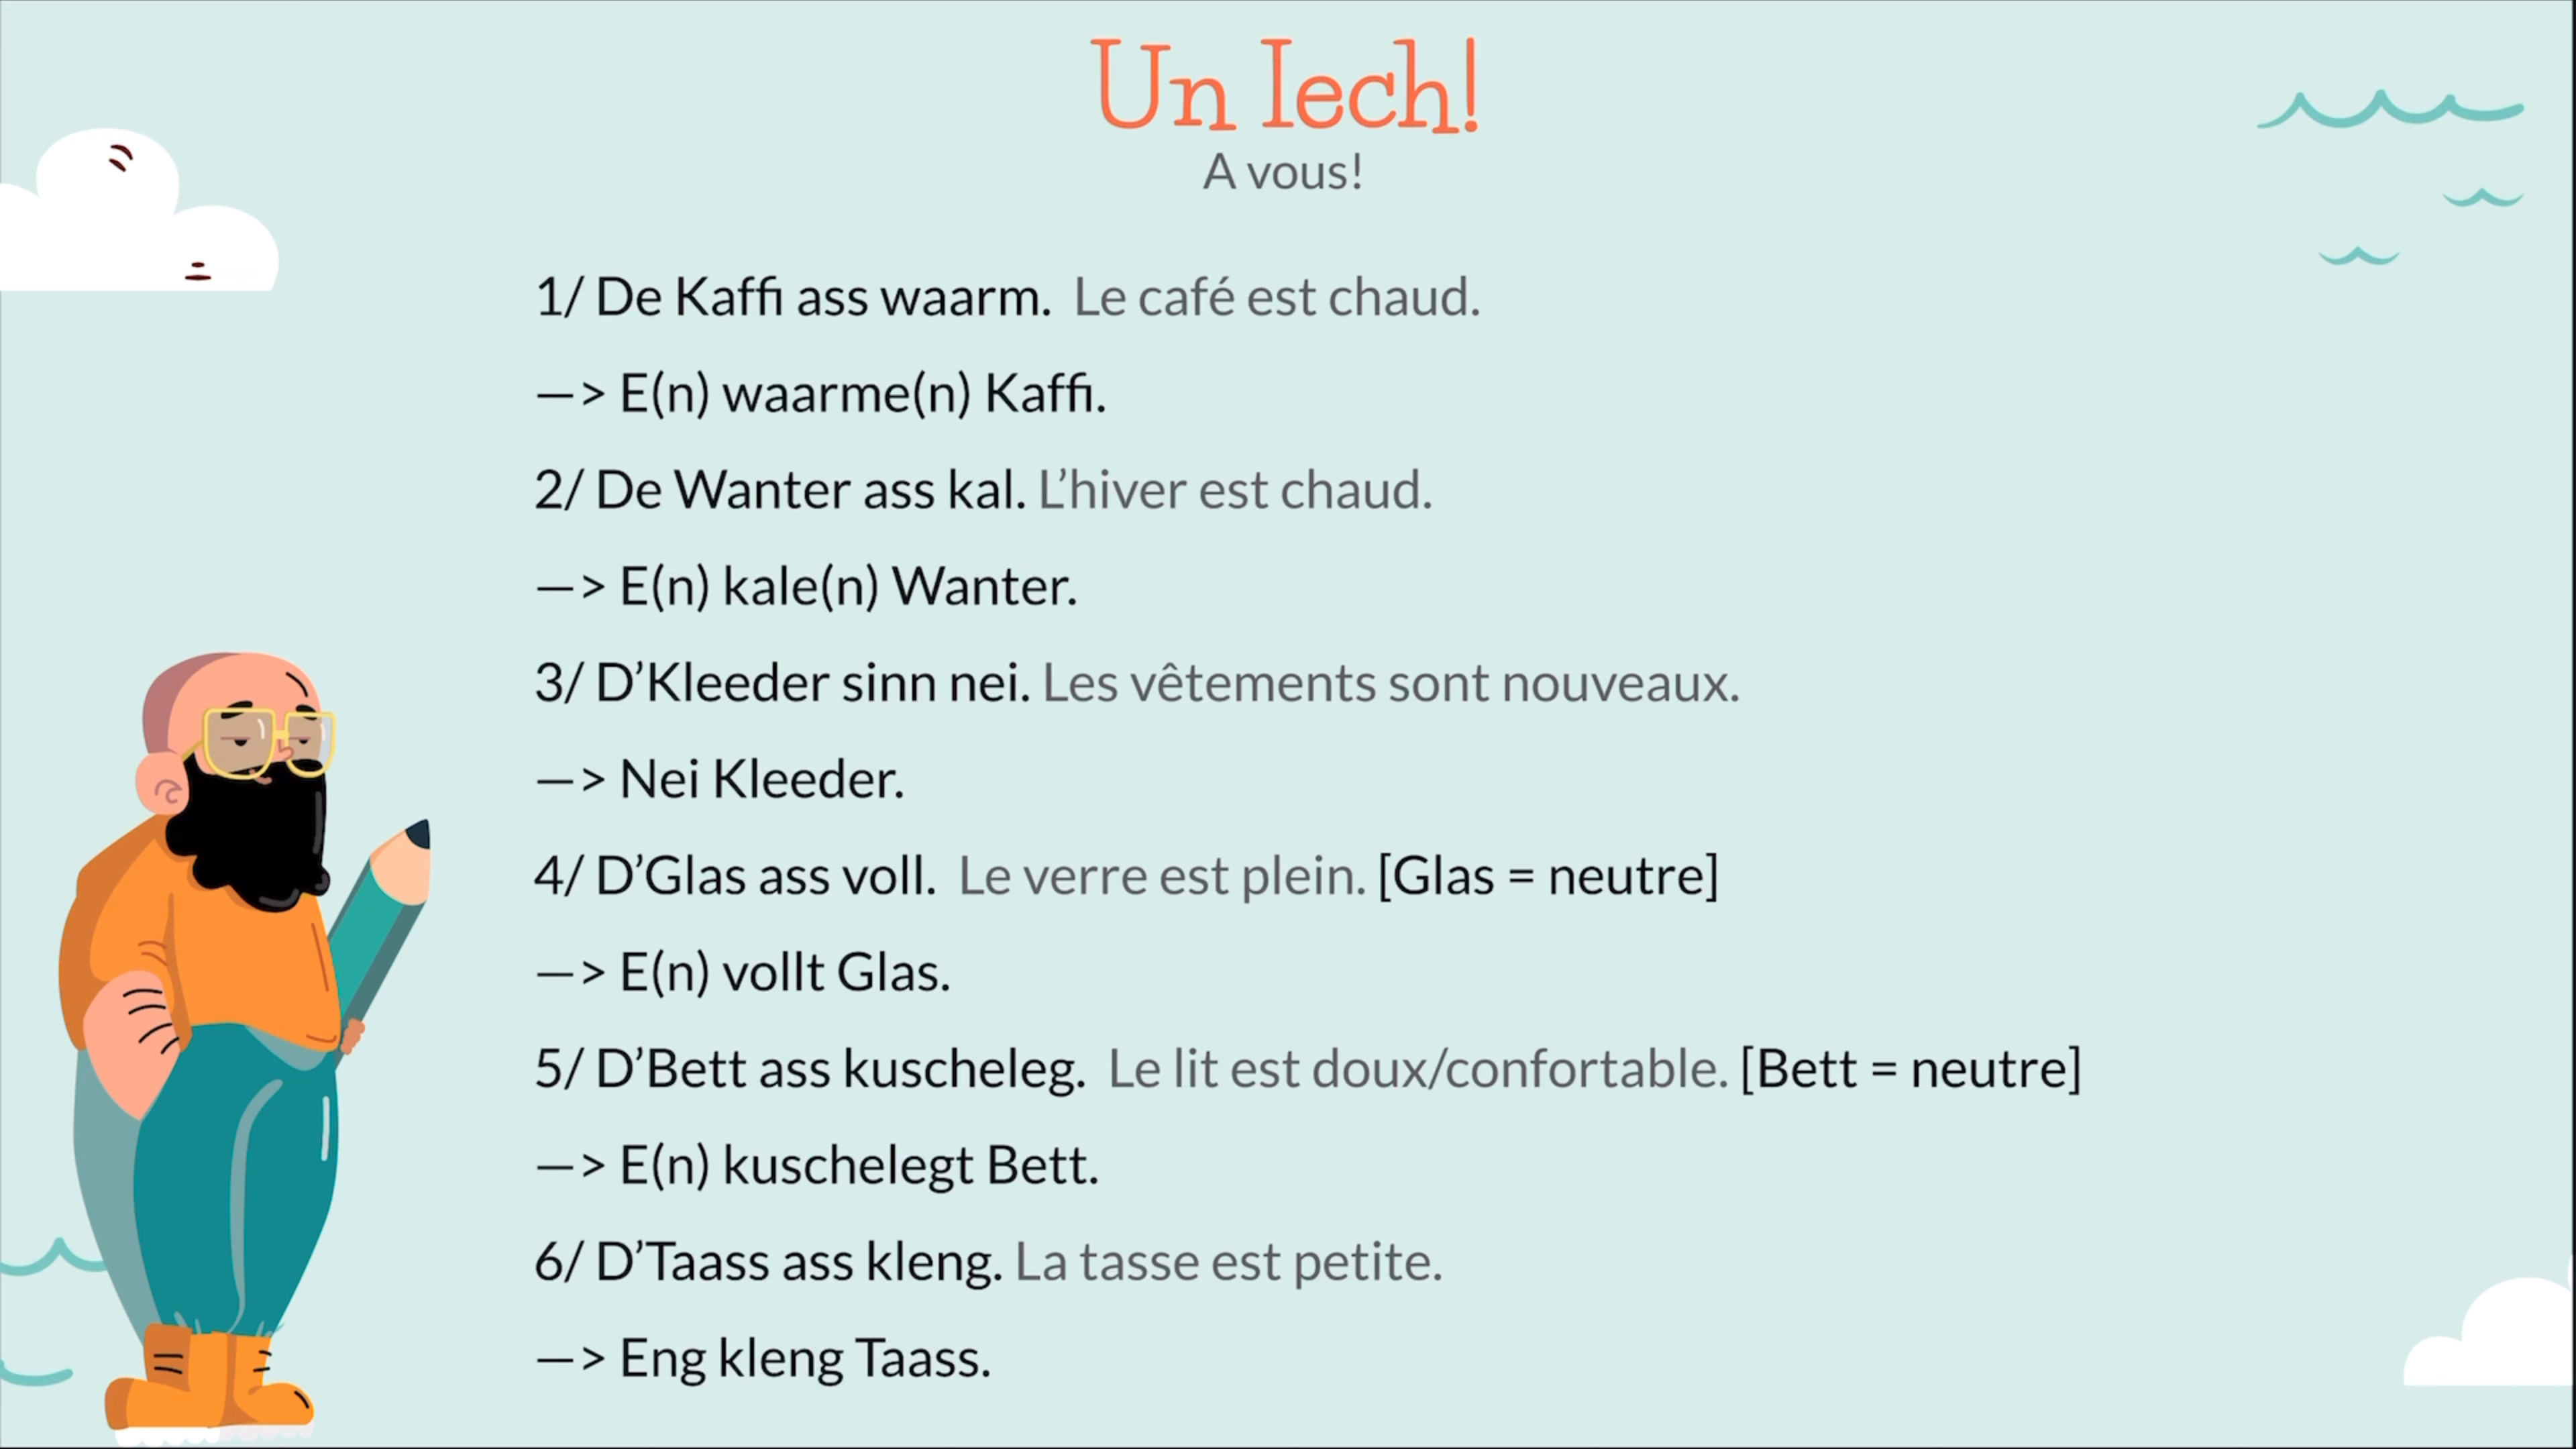 Un Iech!
A vous!
1/ De Kaffi ass waarm. Le café est chaud.
—> E(n) waarme(n) Kaffi.
2/ De Wanter ass kal. L’hiver est chaud.
—> E(n) kale(n) Wanter.
3/ D’Kleeder sinn nei. Les vêtements sont nouveaux.
—> Nei Kleeder.
4/ D’Glas ass voll. Le verre est plein. [Glas = neutre]
—> E(n) vollt Glas.
5/ D’Bett ass kuscheleg. Le lit est doux/confortable. [Bett = neutre]
—> E(n) kuschelegt Bett.
6/ D’Taass ass kleng. La tasse est petite.
—> Eng kleng Taass.